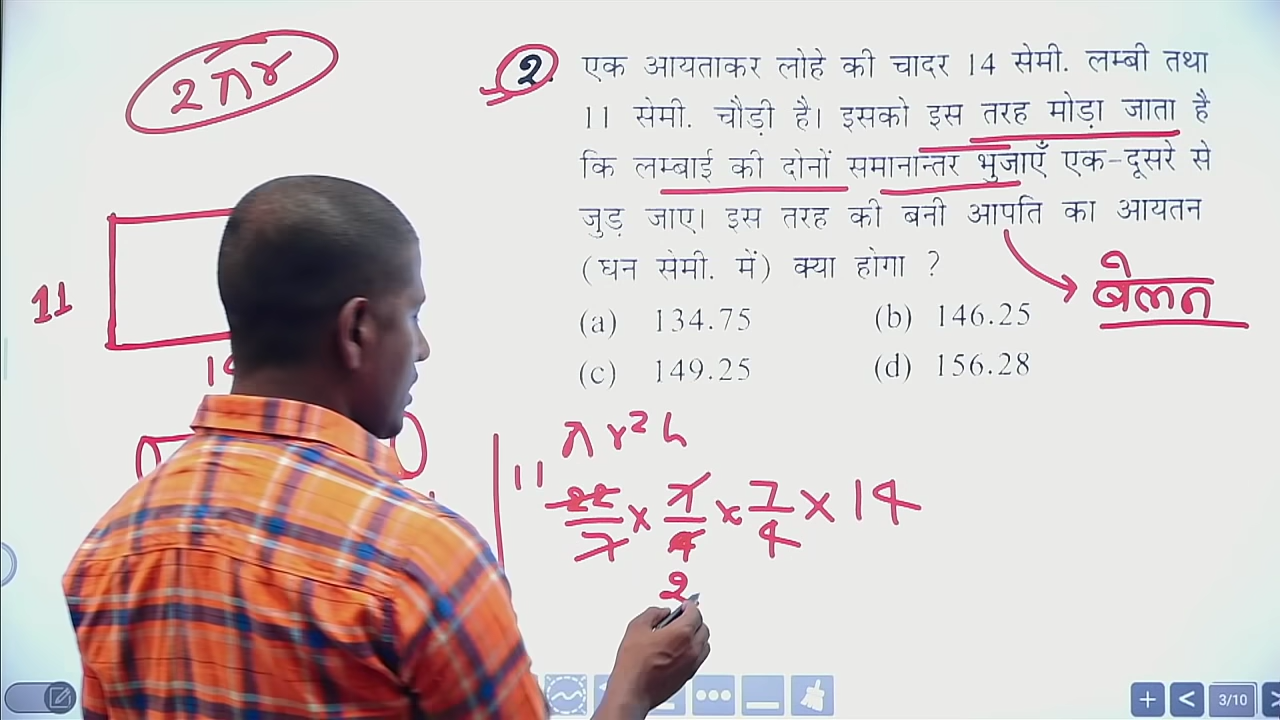 2πr
2. एक आयताकर लोहे की चादर 14 सेमी. लम्बी तथा
11 सेमी. चौड़ी है। इसको इस तरह मोड़ा जाता है
कि लम्बाई की दोनों समानान्तर भुजाएँ एक-दूसरे से
जुड़ जाए। इस तरह की बनी आपति का आयतन
(घन सेमी. में) क्या होगा ?
बेलन
(a) 134.75 (b) 146.25
(c) 149.25 (d) 156.28
11
πr²h
11
22/7 × 7/4 × 7/4 × 14
2
3/10